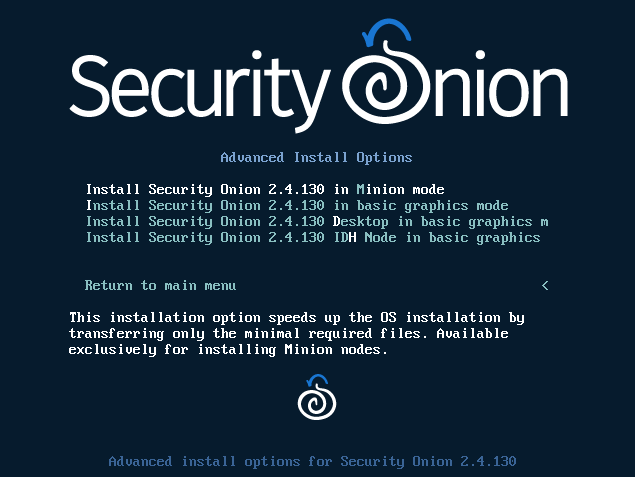 Security Onion
Advanced Install Options
Install Security Onion 2.4.130 in Minion mode
Install Security Onion 2.4.130 in basic graphics mode
Install Security Onion 2.4.130 Desktop in basic graphics m
Install Security Onion 2.4.130 IDH Node in basic graphics
Return to main menu <
This installation option speeds up the OS installation by
transferring only the minimal required files. Available
exclusively for installing Minion nodes.
Advanced install options for Security Onion 2.4.130